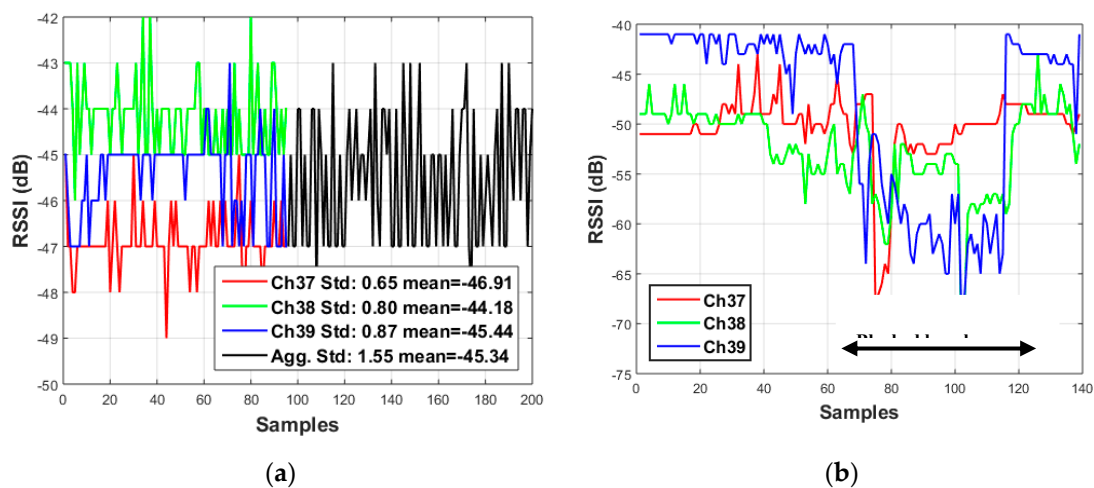 RSSI (dB)
-42
-43
-44
-45
-46
-47
-48
-49
-50
0 20 40 60 80 100 120 140 160 180 200
Samples
Ch37 Std: 0.65 mean=-46.91
Ch38 Std: 0.80 mean=-44.18
Ch39 Std: 0.87 mean=-45.44
Agg. Std: 1.55 mean=-45.34
(a)
RSSI (dB)
-40
-45
-50
-55
-60
-65
-70
-75
0 20 40 60 80 100 120 140
Samples
Ch37
Ch38
Ch39
(b)